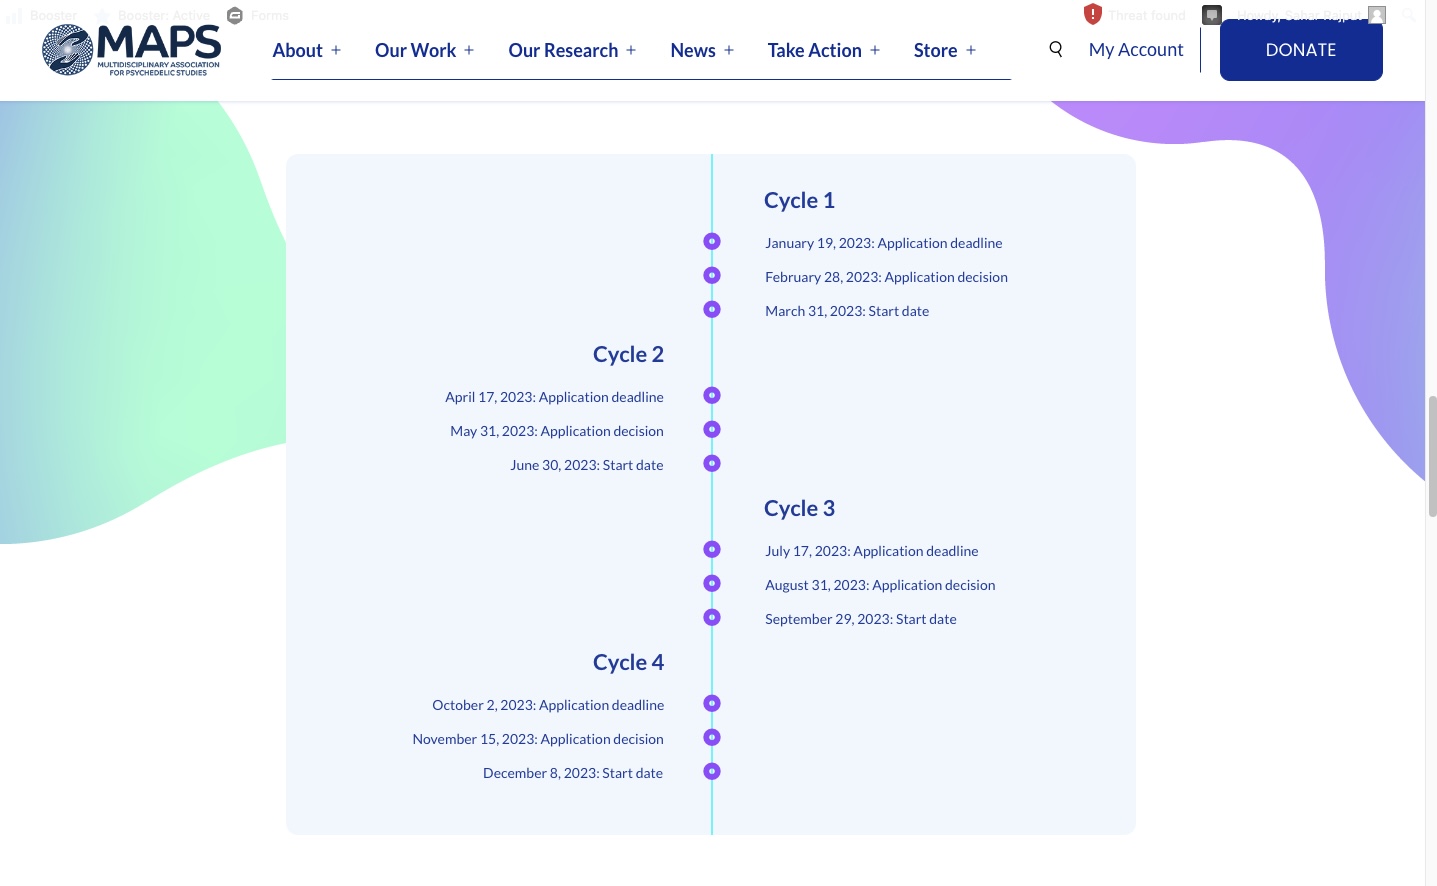 Booster
Booster: Active
Forms
Threat found
Howdy, Sahar Rajput
MAPS
MULTIDISCIPLINARY ASSOCIATION
FOR PSYCHEDELIC STUDIES
About +
Our Work +
Our Research +
News +
Take Action +
Store +
My Account
DONATE
Cycle 1
January 19, 2023: Application deadline
February 28, 2023: Application decision
March 31, 2023: Start date
Cycle 2
April 17, 2023: Application deadline
May 31, 2023: Application decision
June 30, 2023: Start date
Cycle 3
July 17, 2023: Application deadline
August 31, 2023: Application decision
September 29, 2023: Start date
Cycle 4
October 2, 2023: Application deadline
November 15, 2023: Application decision
December 8, 2023: Start date